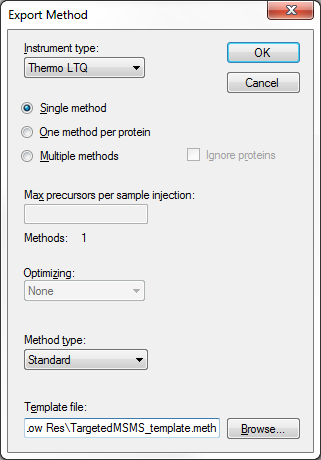 Export Method
Instrument type:
Thermo LTQ
OK
Cancel
Single method
One method per protein
Multiple methods
Ignore proteins
Max precursors per sample injection:
Methods: 1
Optimizing:
None
Method type:
Standard
Template file:
.ow Res\TargetedMSMS_template.meth
Browse...